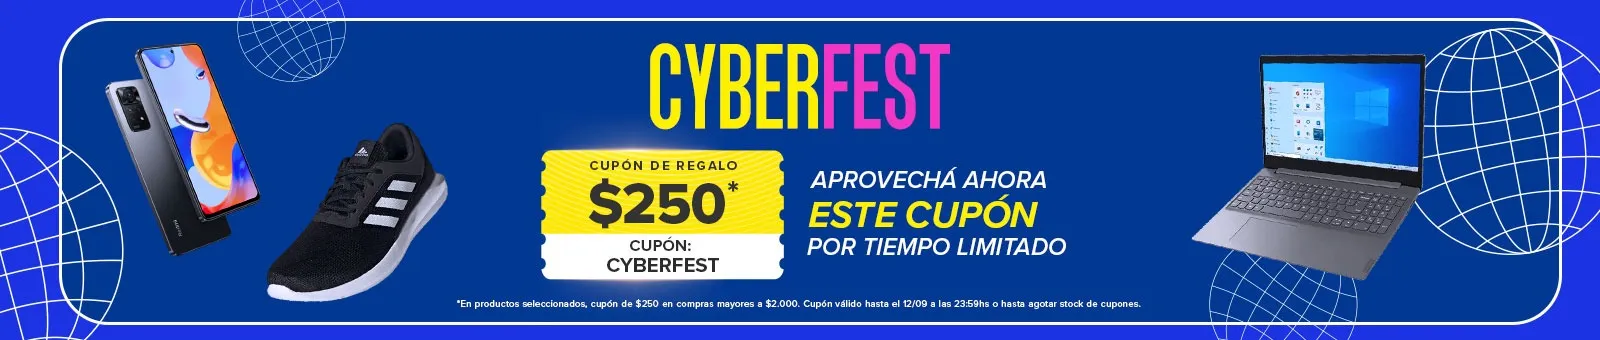 CYBERFEST
CUPÓN DE REGALO
$250*
CUPÓN:
CYBERFEST
APROVECHÁ AHORA
ESTE CUPÓN
POR TIEMPO LIMITADO
*En productos seleccionados, cupón de $250 en compras mayores a $2.000. Cupón válido hasta el 12/09 a las 23:59hs o hasta agotar stock de cupones.